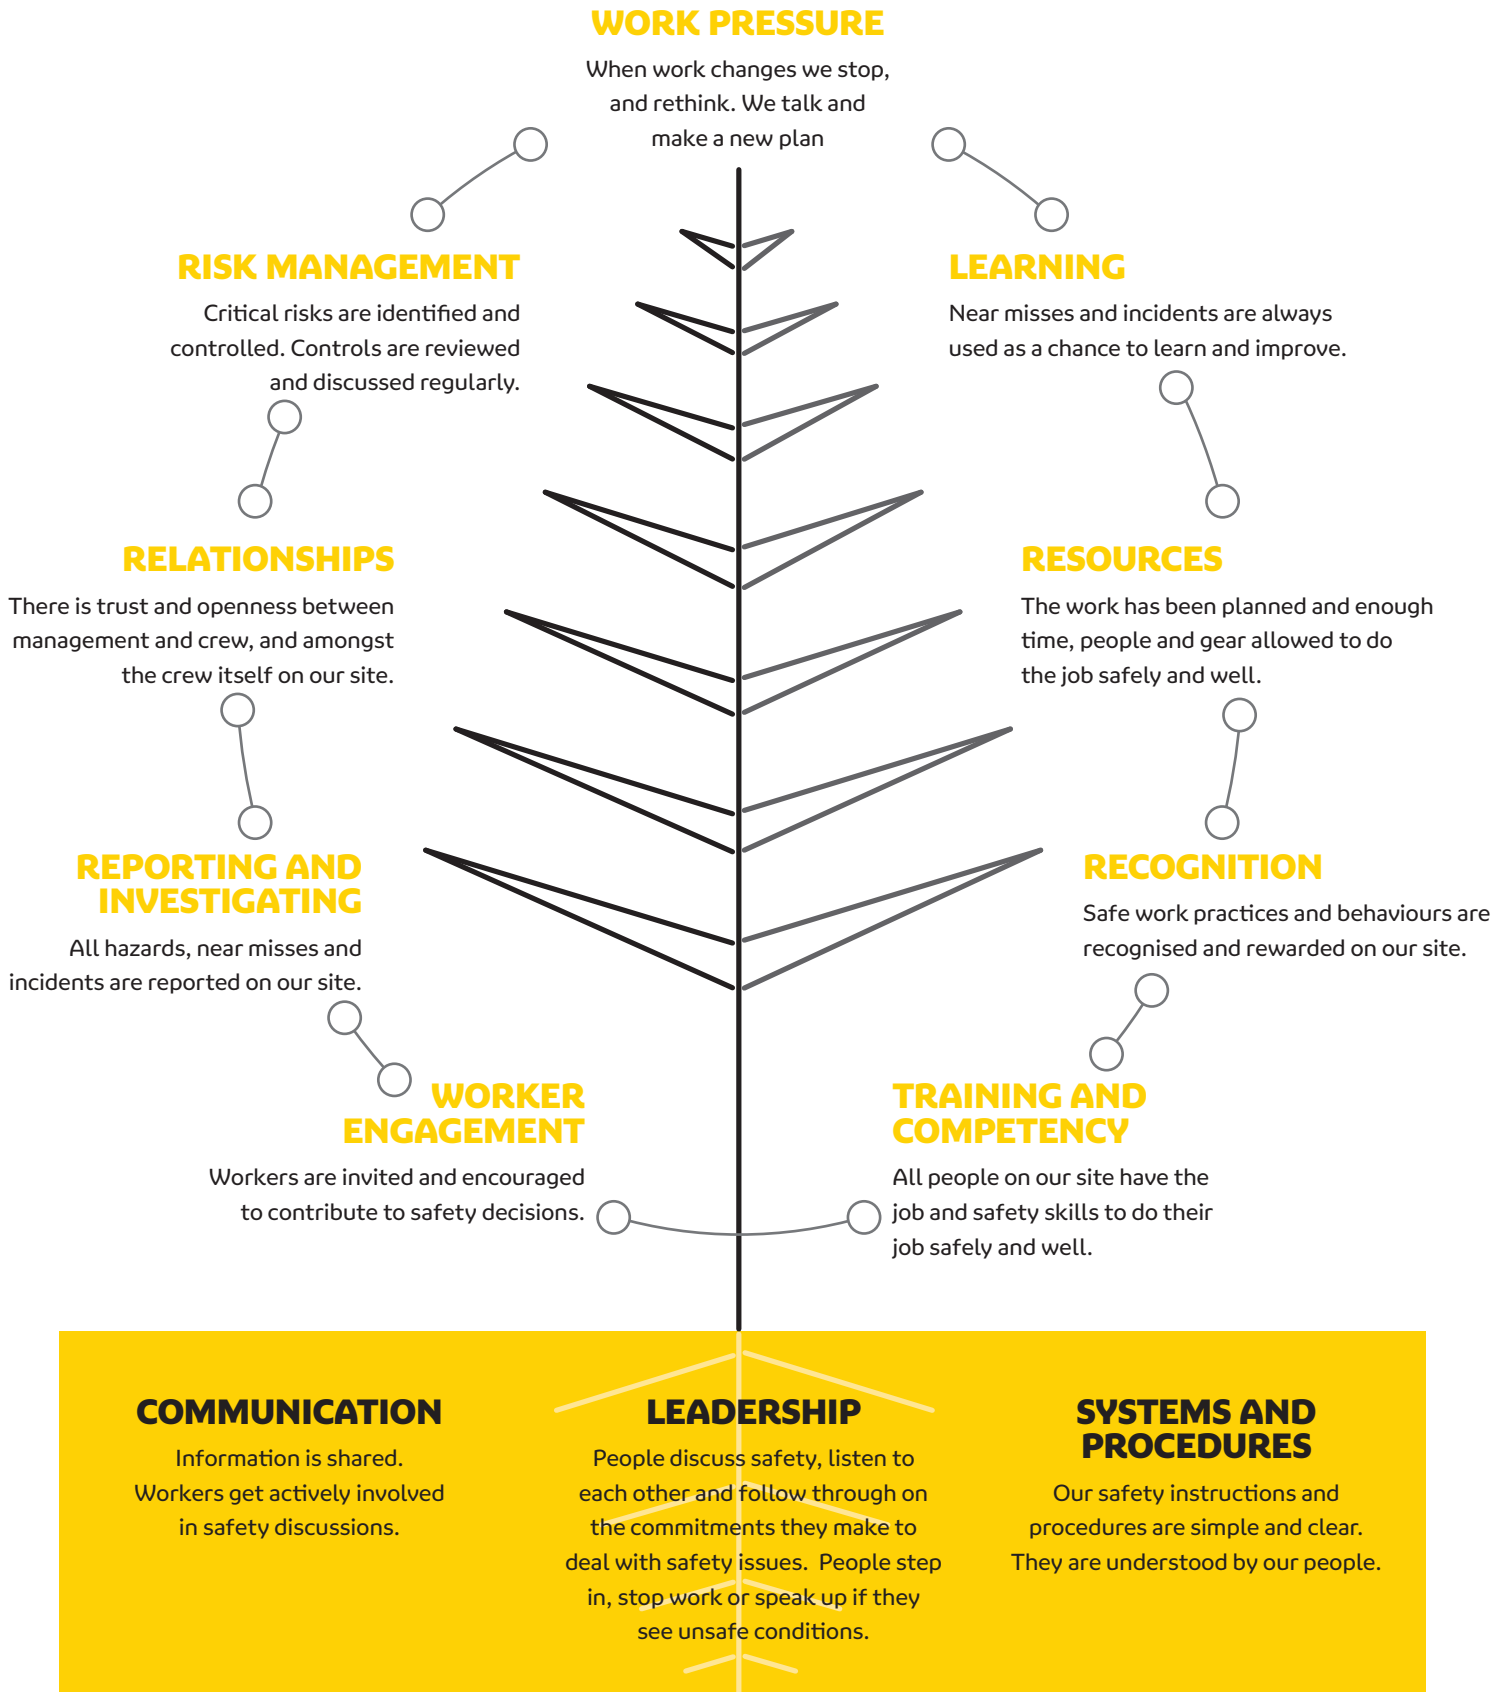 WORK PRESSURE
When work changes we stop,
and rethink. We talk and
make a new plan
RISK MANAGEMENT
Critical risks are identified and
controlled. Controls are reviewed
and discussed regularly.
LEARNING
Near misses and incidents are always
used as a chance to learn and improve.
RELATIONSHIPS
There is trust and openness between
management and crew, and amongst
the crew itself on our site.
RESOURCES
The work has been planned and enough
time, people and gear allowed to do
the job safely and well.
REPORTING AND
INVESTIGATING
All hazards, near misses and
incidents are reported on our site.
RECOGNITION
Safe work practices and behaviours are
recognised and rewarded on our site.
WORKER
ENGAGEMENT
Workers are invited and encouraged
to contribute to safety decisions.
TRAINING AND
COMPETENCY
All people on our site have the
job and safety skills to do their
job safely and well.
COMMUNICATION
Information is shared.
Workers get actively involved
in safety discussions.
LEADERSHIP
People discuss safety, listen to
each other and follow through on
the commitments they make to
deal with safety issues.  People step
in, stop work or speak up if they
see unsafe conditions.
SYSTEMS AND
PROCEDURES
Our safety instructions and
procedures are simple and clear.
They are understood by our people.